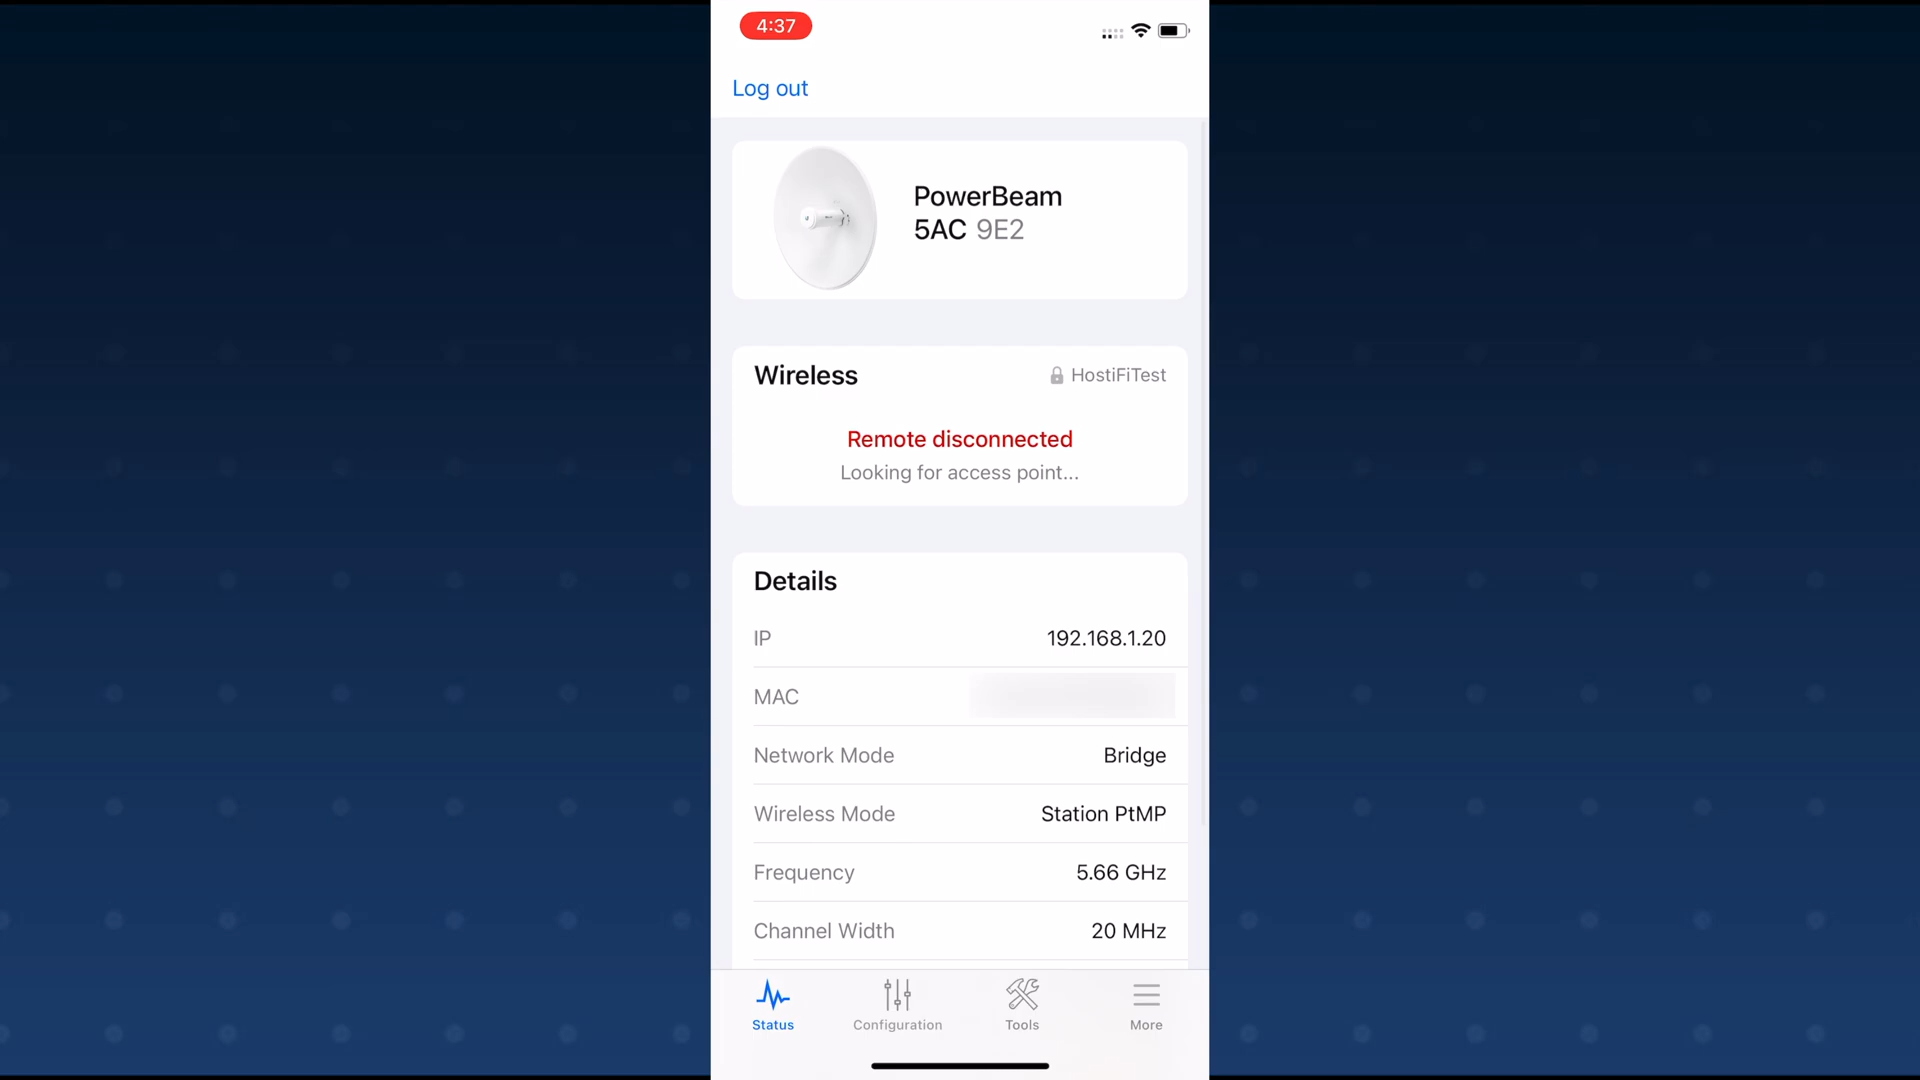 4:37
Log out
PowerBeam
5AC 9E2
Wireless
HostiFiTest
Remote disconnected
Looking for access point...
Details
IP
192.168.1.20
MAC
Network Mode
Bridge
Wireless Mode
Station PtMP
Frequency
5.66 GHz
Channel Width
20 MHz
Status
Configuration
Tools
More